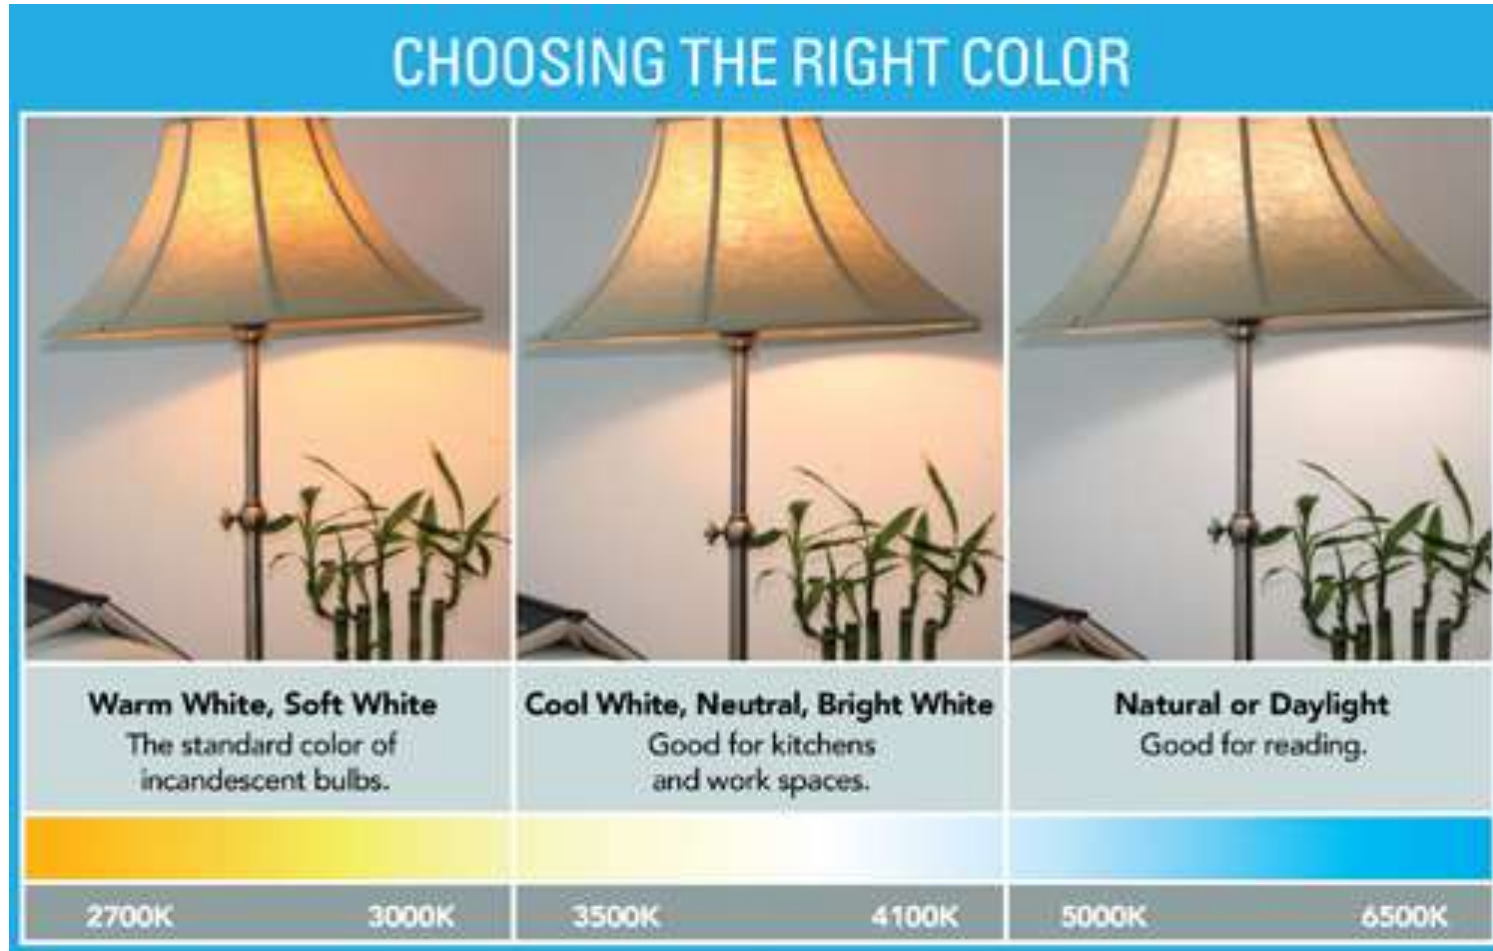 CHOOSING THE RIGHT COLOR
Warm White, Soft White
The standard color of
incandescent bulbs.
Cool White, Neutral, Bright White
Good for kitchens
and work spaces.
Natural or Daylight
Good for reading.
2700K 3000K 3500K 4100K 5000K 6500K